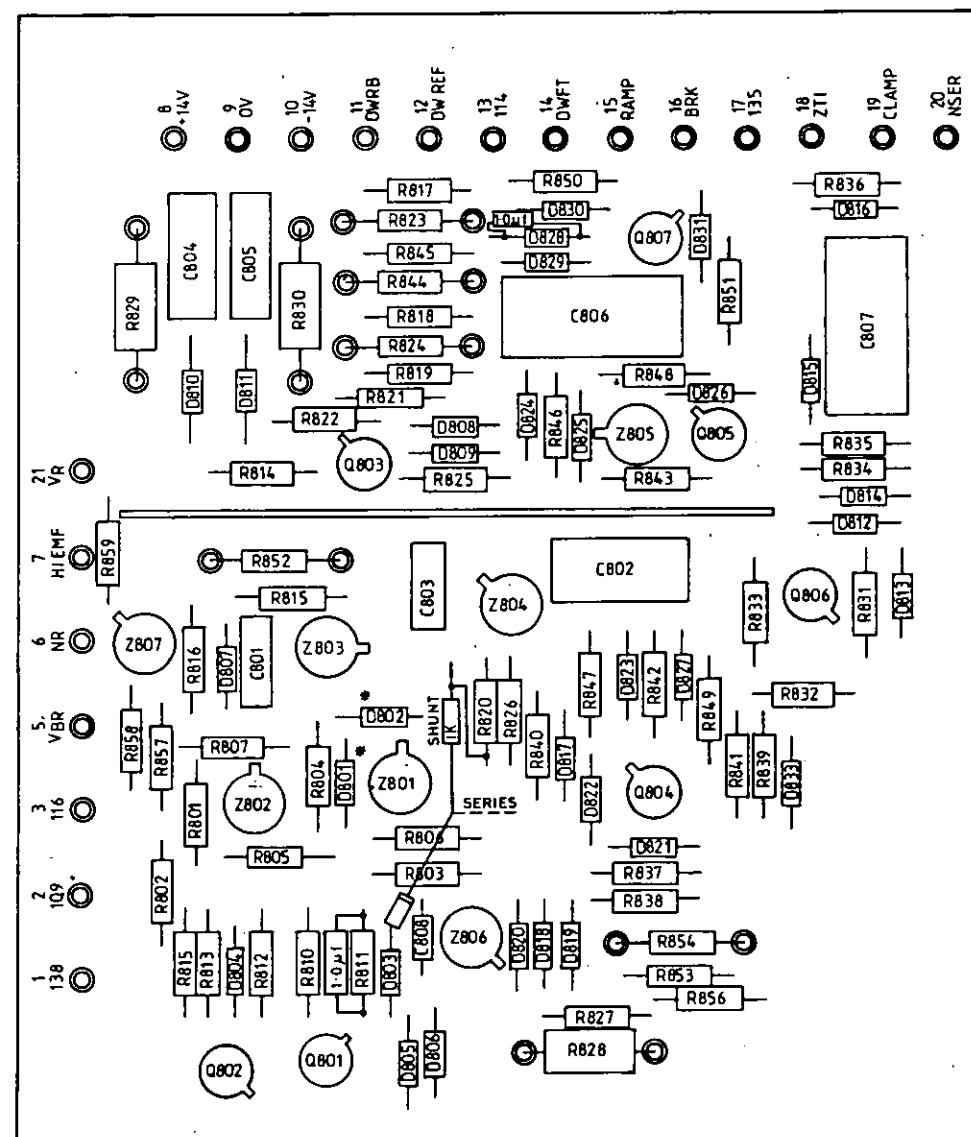 8
+14V
9
0V
10
-14V
11
DWRB
12
DW REF
13
114
14
DWFT
15
RAMP
16
BRK
17
135
18
ZTI
19
CLAMP
20
NSER
R817
R850
R836
R823
1·0µf
D830
D816
R829
C804
C805
R830
R845
D828
Q807
D831
D829
R844
R851
R818
C806
C807
R824
R819
R848
D815
D810
D811
R821
D826
R822
D824
R846
D825
Z805
Q805
D808
R835
D809
Q803
R834
21
VR
R814
R825
R843
D814
D812
7
HIEMF
R859
R852
C803
C802
R815
Z804
R833
Q806
R831
D813
6
NR
Z807
R816
D807
C801
Z803
R847
D823
R842
D827
R832
5,
VBR
R858
R857
*
D802
SHUNT
1K
R820
R826
R840
D817
R849
R807
R804
D801
*
Z801
R841
R839
D833
3
116
R801
Z802
SERIES
D822
Q804
R806
D821
R805
R803
R837
2
109
R802
R838
C808
Z806
D820
D818
D819
R854
1
138
R815
R813
D804
R812
R810
1·0µf
R811
D803
R853
R856
R827
Q802
Q801
D805
D806
R828